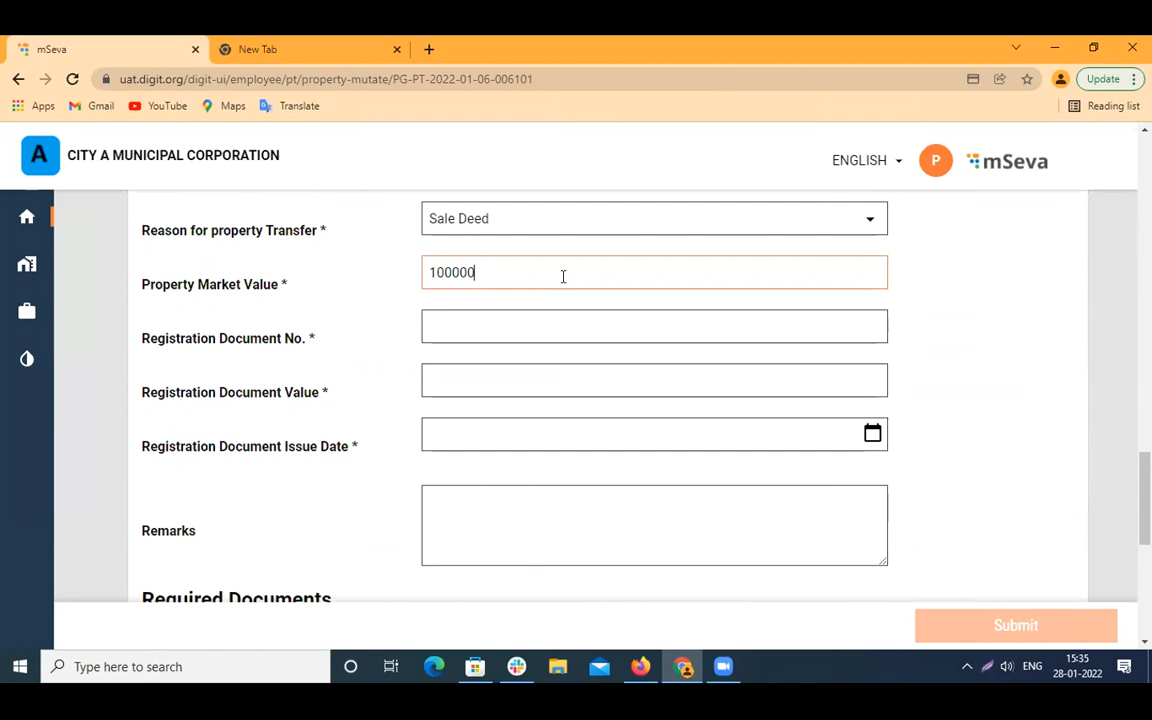 mSeva
New Tab
uat.digit.org/digit-ui/employee/pt/property-mutate/PG-PT-2022-01-06-006101
Update
Apps
Gmail
YouTube
Maps
Translate
Reading list
A
CITY A MUNICIPAL CORPORATION
ENGLISH
P
mSeva
Reason for property Transfer *
Sale Deed
Property Market Value *
100000
Registration Document No. *
Registration Document Value *
Registration Document Issue Date *
Remarks
Required Documents
Submit
Type here to search
ENG
15:35
28-01-2022